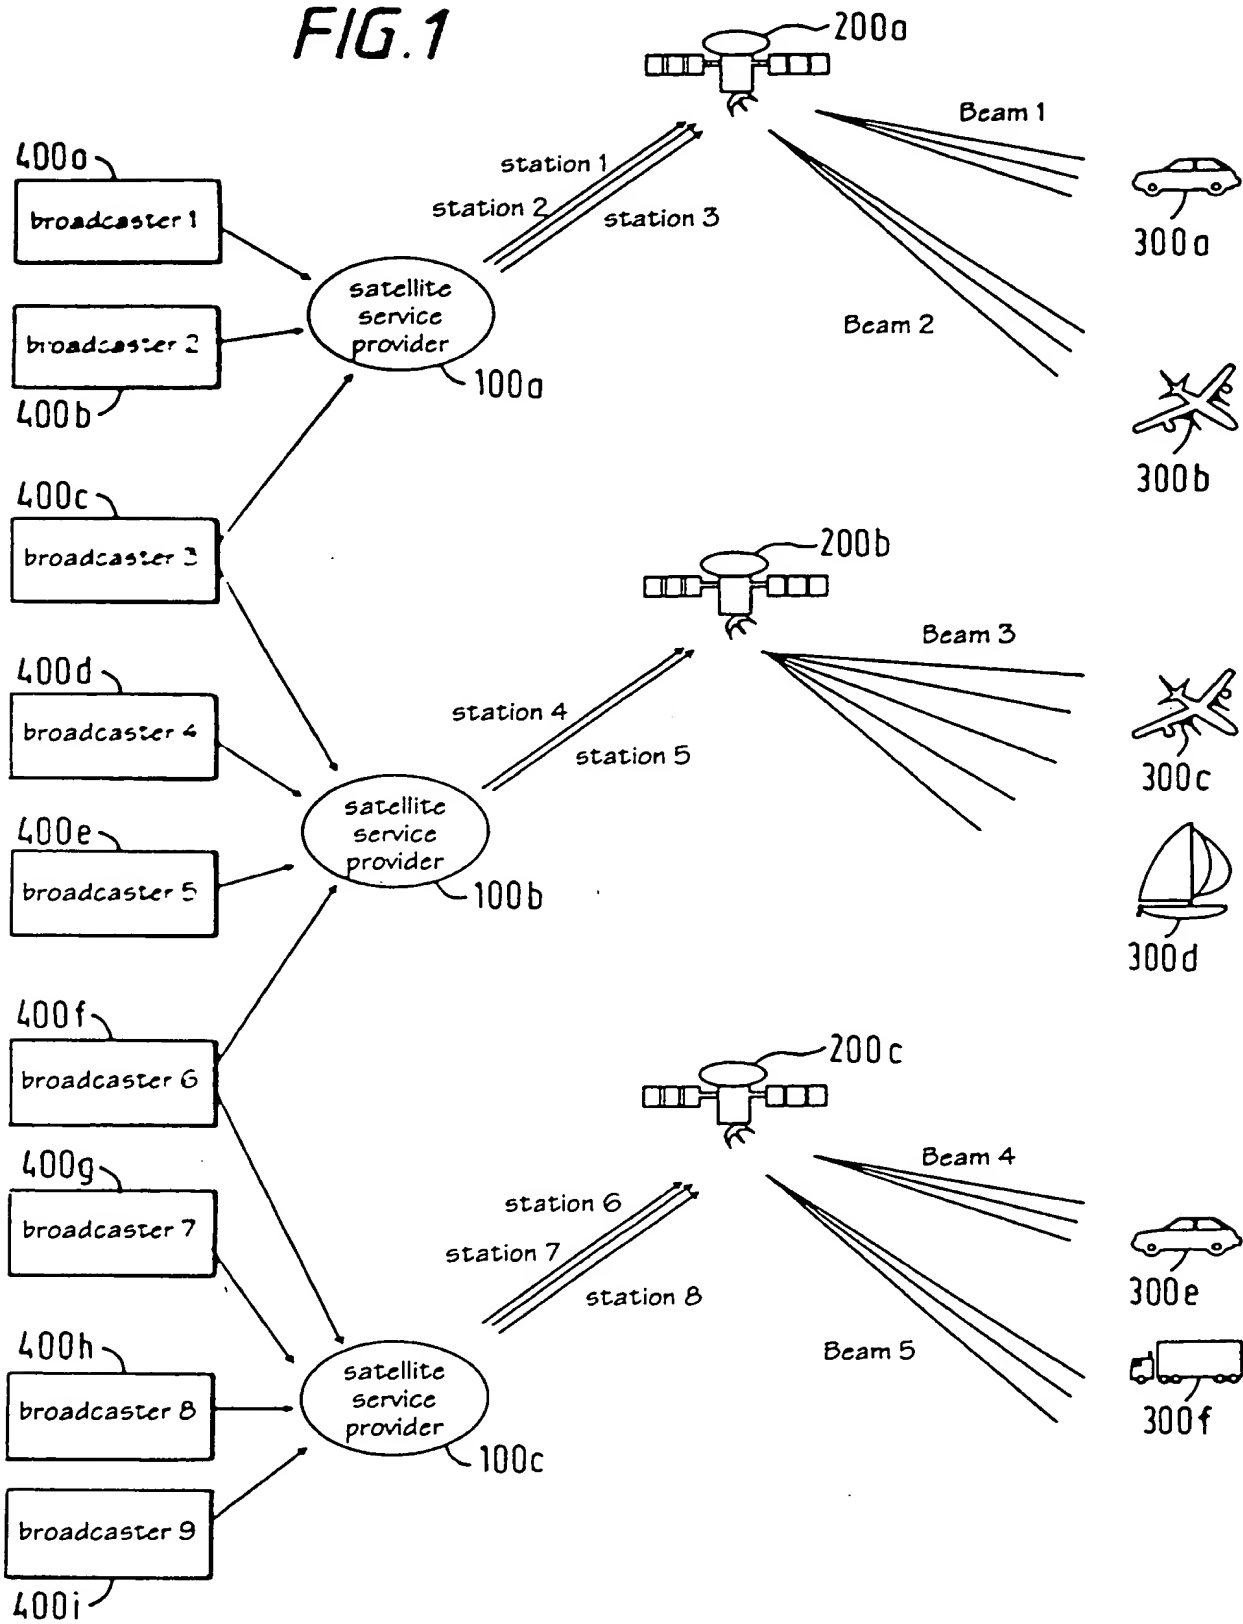 FIG.1
200a
Beam 1
400a
station 1
broadcaster 1
station 2
station 3
300a
satellite
service
provider
Beam 2
broadcaster 2
100a
400b
300b
400c
200b
broadcaster 3
Beam 3
400d
station 4
broadcaster 4
station 5
300c
satellite
service
provider
400e
broadcaster 5
100b
300d
400f
200c
broadcaster 6
Beam 4
400g
station 6
broadcaster 7
station 7
station 8
300e
400h
satellite
service
provider
Beam 5
broadcaster 8
300f
100c
broadcaster 9
400i